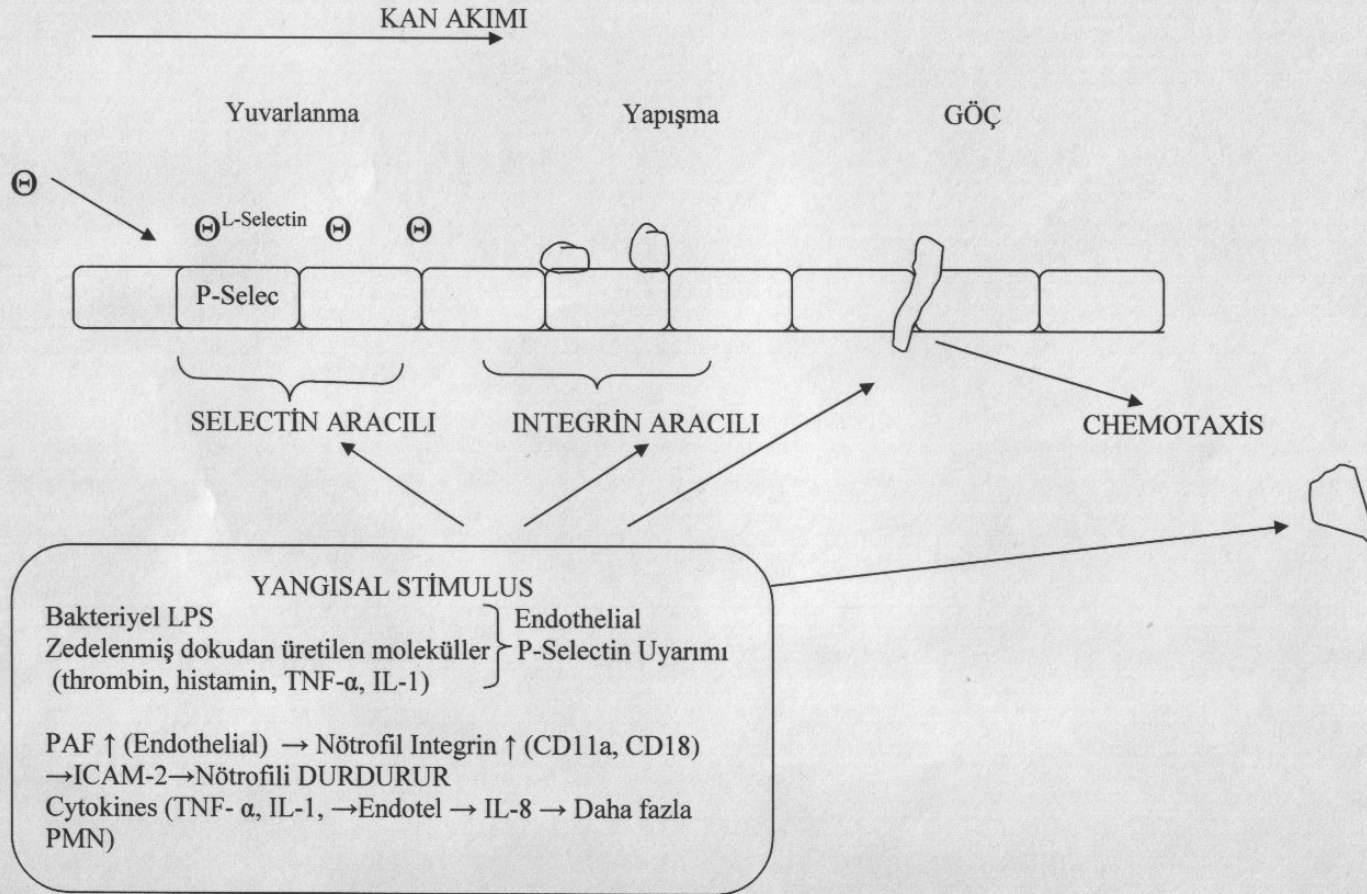 KAN AKIMI
Yuvarlanma
Yapışma
GÖÇ
Θ
Θ L-Selectin Θ Θ
P-Selec
SELECTİN ARACILI
INTEGRİN ARACILI
CHEMOTAXİS
YANGISAL STİMULUS
Bakteriyel LPS
Zedelenmiş dokudan üretilen moleküller
(thrombin, histamin, TNF-α, IL-1)
Endothelial
P-Selectin Uyarımı
PAF ↑ (Endothelial) → Nötrofil Integrin ↑ (CD11a, CD18)
→ICAM-2→Nötrofili DURDURUR
Cytokines (TNF- α, IL-1, →Endotel → IL-8 → Daha fazla
PMN)